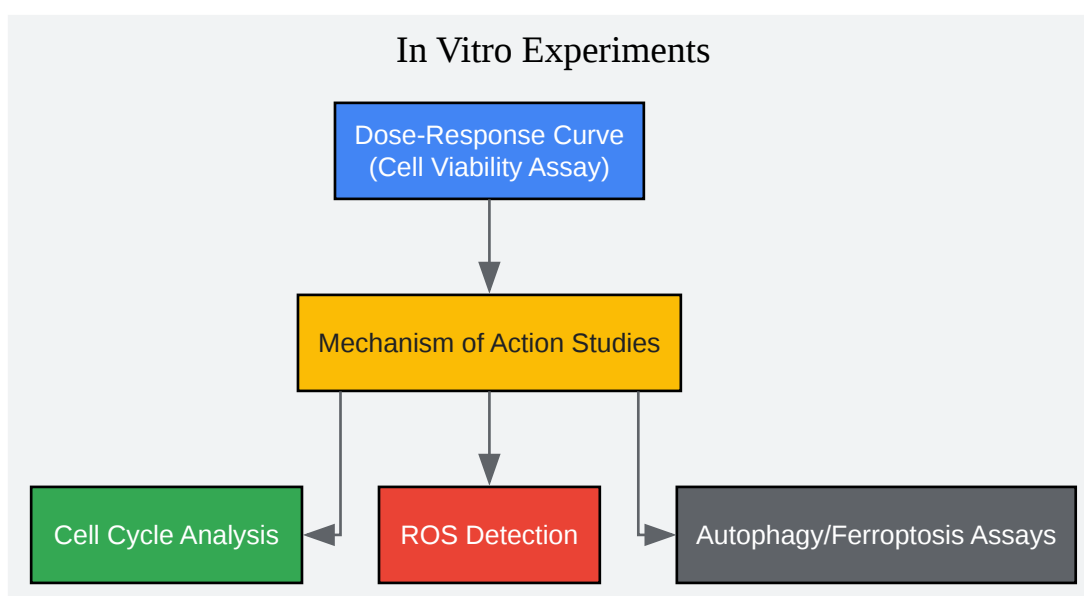 In Vitro Experiments
Dose-Response Curve
(Cell Viability Assay)
Mechanism of Action Studies
Cell Cycle Analysis
ROS Detection
Autophagy/Ferroptosis Assays